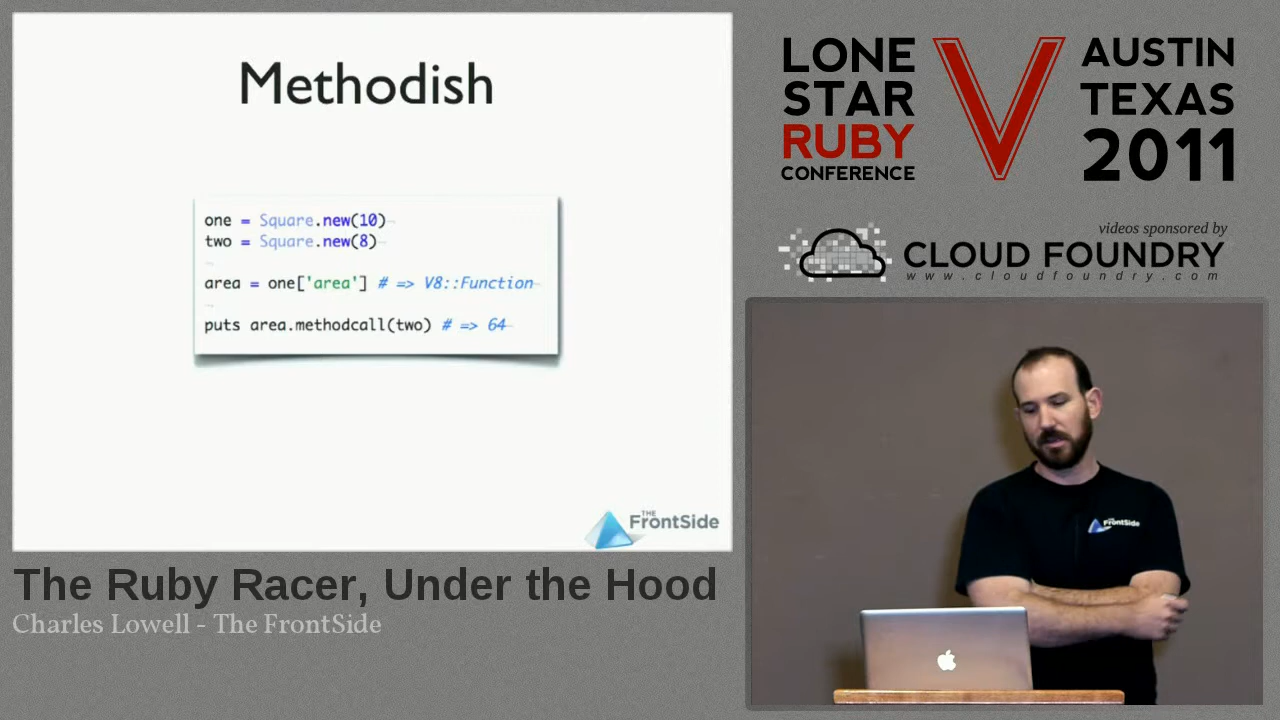 Methodish
one = Square.new(10)
two = Square.new(8)
area = one['area'] # => V8::Function
puts area.methodcall(two) # => 64
THE
FrontSide
The Ruby Racer, Under the Hood
Charles Lowell - The FrontSide
LONE
STAR
RUBY
CONFERENCE
V
AUSTIN
TEXAS
2011
videos sponsored by
CLOUD FOUNDRY
www.cloudfoundry.com
THE
FrontSide